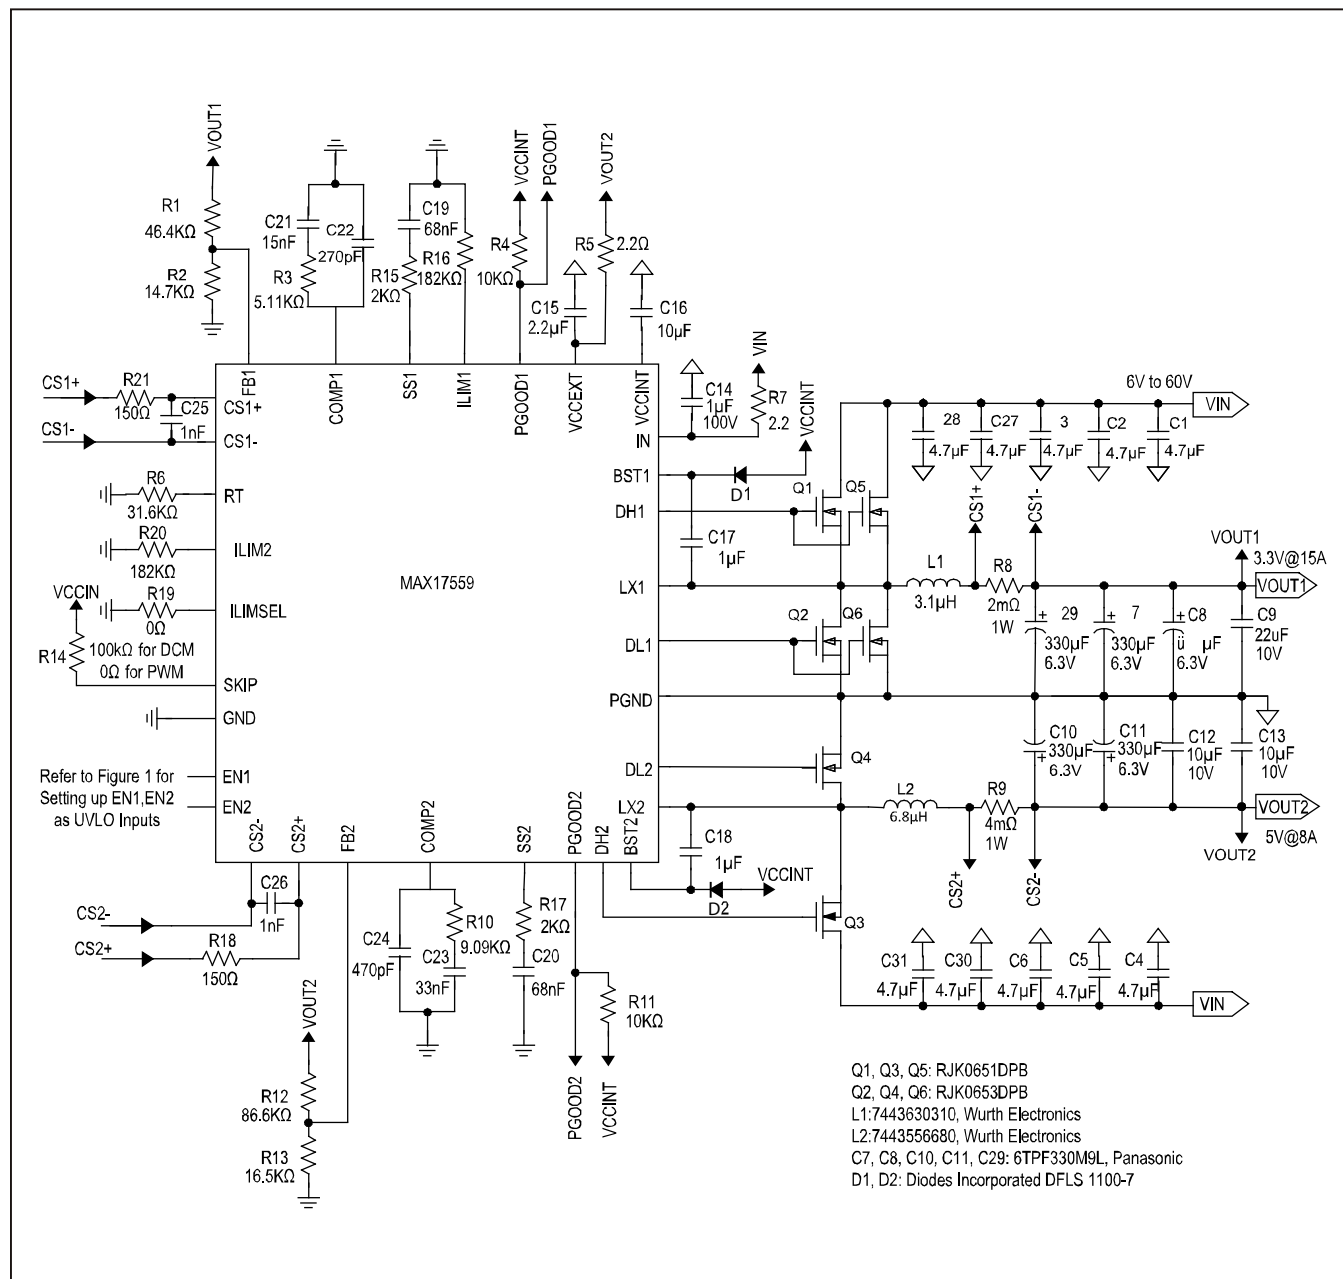 VOUT1
R1
46.4KΩ
R2
14.7KΩ
C21
15nF
C22
270pF
R3
5.11KΩ
C19
68nF
R16
182KΩ
R15
2KΩ
VCCINT
PGOOD1
R4
10KΩ
VOUT2
R5
2.2Ω
C15
2.2µF
C16
10µF
CS1+
R21
150Ω
C25
1nF
CS1-
FB1
COMP1
SS1
ILIM1
PGOOD1
VCCEXT
VCCINT
CS1+
CS1-
R6
31.6KΩ
RT
R20
182KΩ
ILIM2
VCCIN
R19
0Ω
ILIMSEL
R14
100kΩ for DCM
0Ω for PWM
SKIP
GND
Refer to Figure 1 for
Setting up EN1,EN2
as UVLO Inputs
EN1
EN2
MAX17559
IN
BST1
DH1
LX1
DL1
PGND
DL2
LX2
CS2-
CS2+
FB2
COMP2
SS2
PGOOD2
DH2
BST2
C14
1µF
100V
VIN
R7
2.2
VCCINT
D1
C17
1µF
Q1
Q5
Q2
Q6
Q4
Q3
6V to 60V
VIN
28
4.7µF
C27
4.7µF
3
4.7µF
C2
4.7µF
C1
4.7µF
CS1+
CS1-
L1
3.1µH
R8
2mΩ
1W
VOUT1
3.3V@15A
VOUT1
29
330µF
6.3V
7
330µF
6.3V
C8
ü µF
6.3V
C9
22uF
10V
C10
330µF
6.3V
C11
330µF
6.3V
C12
10µF
10V
C13
10µF
10V
L2
6.8µH
R9
4mΩ
1W
VOUT2
5V@8A
VOUT2
CS2+
CS2-
C18
1µF
D2
VCCINT
C31
4.7µF
C30
4.7µF
C6
4.7µF
C5
4.7µF
C4
4.7µF
VIN
CS2-
C26
1nF
CS2+
R18
150Ω
VOUT2
R12
86.6KΩ
R13
16.5KΩ
C24
470pF
R10
9.09KΩ
C23
33nF
R17
2KΩ
C20
68nF
R11
10KΩ
PGOOD2
VCCINT
Q1, Q3, Q5: RJK0651DPB
Q2, Q4, Q6: RJK0653DPB
L1:7443630310, Wurth Electronics
L2:7443556680, Wurth Electronics
C7, C8, C10, C11, C29: 6TPF330M9L, Panasonic
D1, D2: Diodes Incorporated DFLS 1100-7